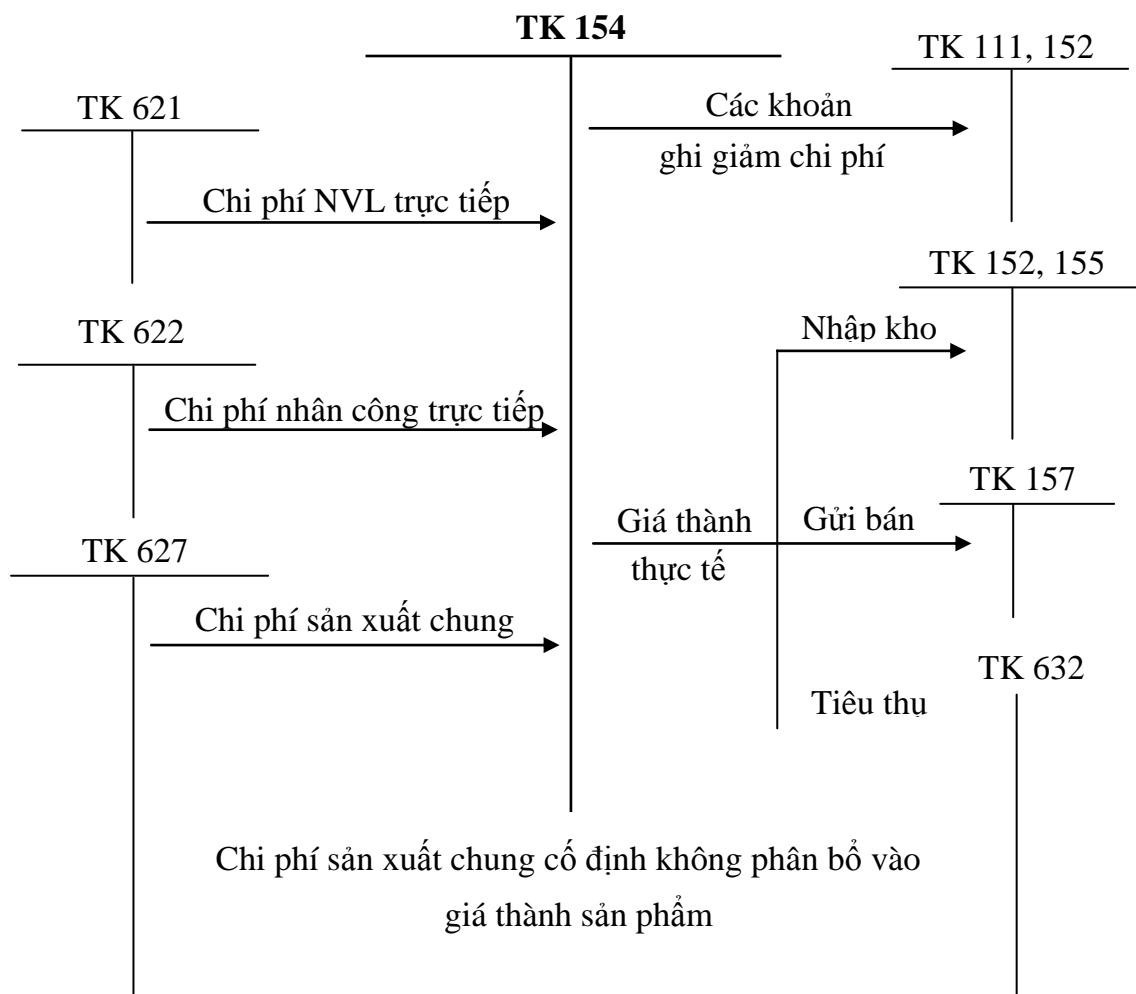 TK 154
TK 111, 152
TK 621
Các khoản
ghi giảm chi phí
Chi phí NVL trực tiếp
TK 152, 155
TK 622
Nhập kho
Chi phí nhân công trực tiếp
TK 157
Giá thành
thực tế
Gửi bán
TK 627
Chi phí sản xuất chung
TK 632
Tiêu thụ
Chi phí sản xuất chung cố định không phân bổ vào
giá thành sản phẩm